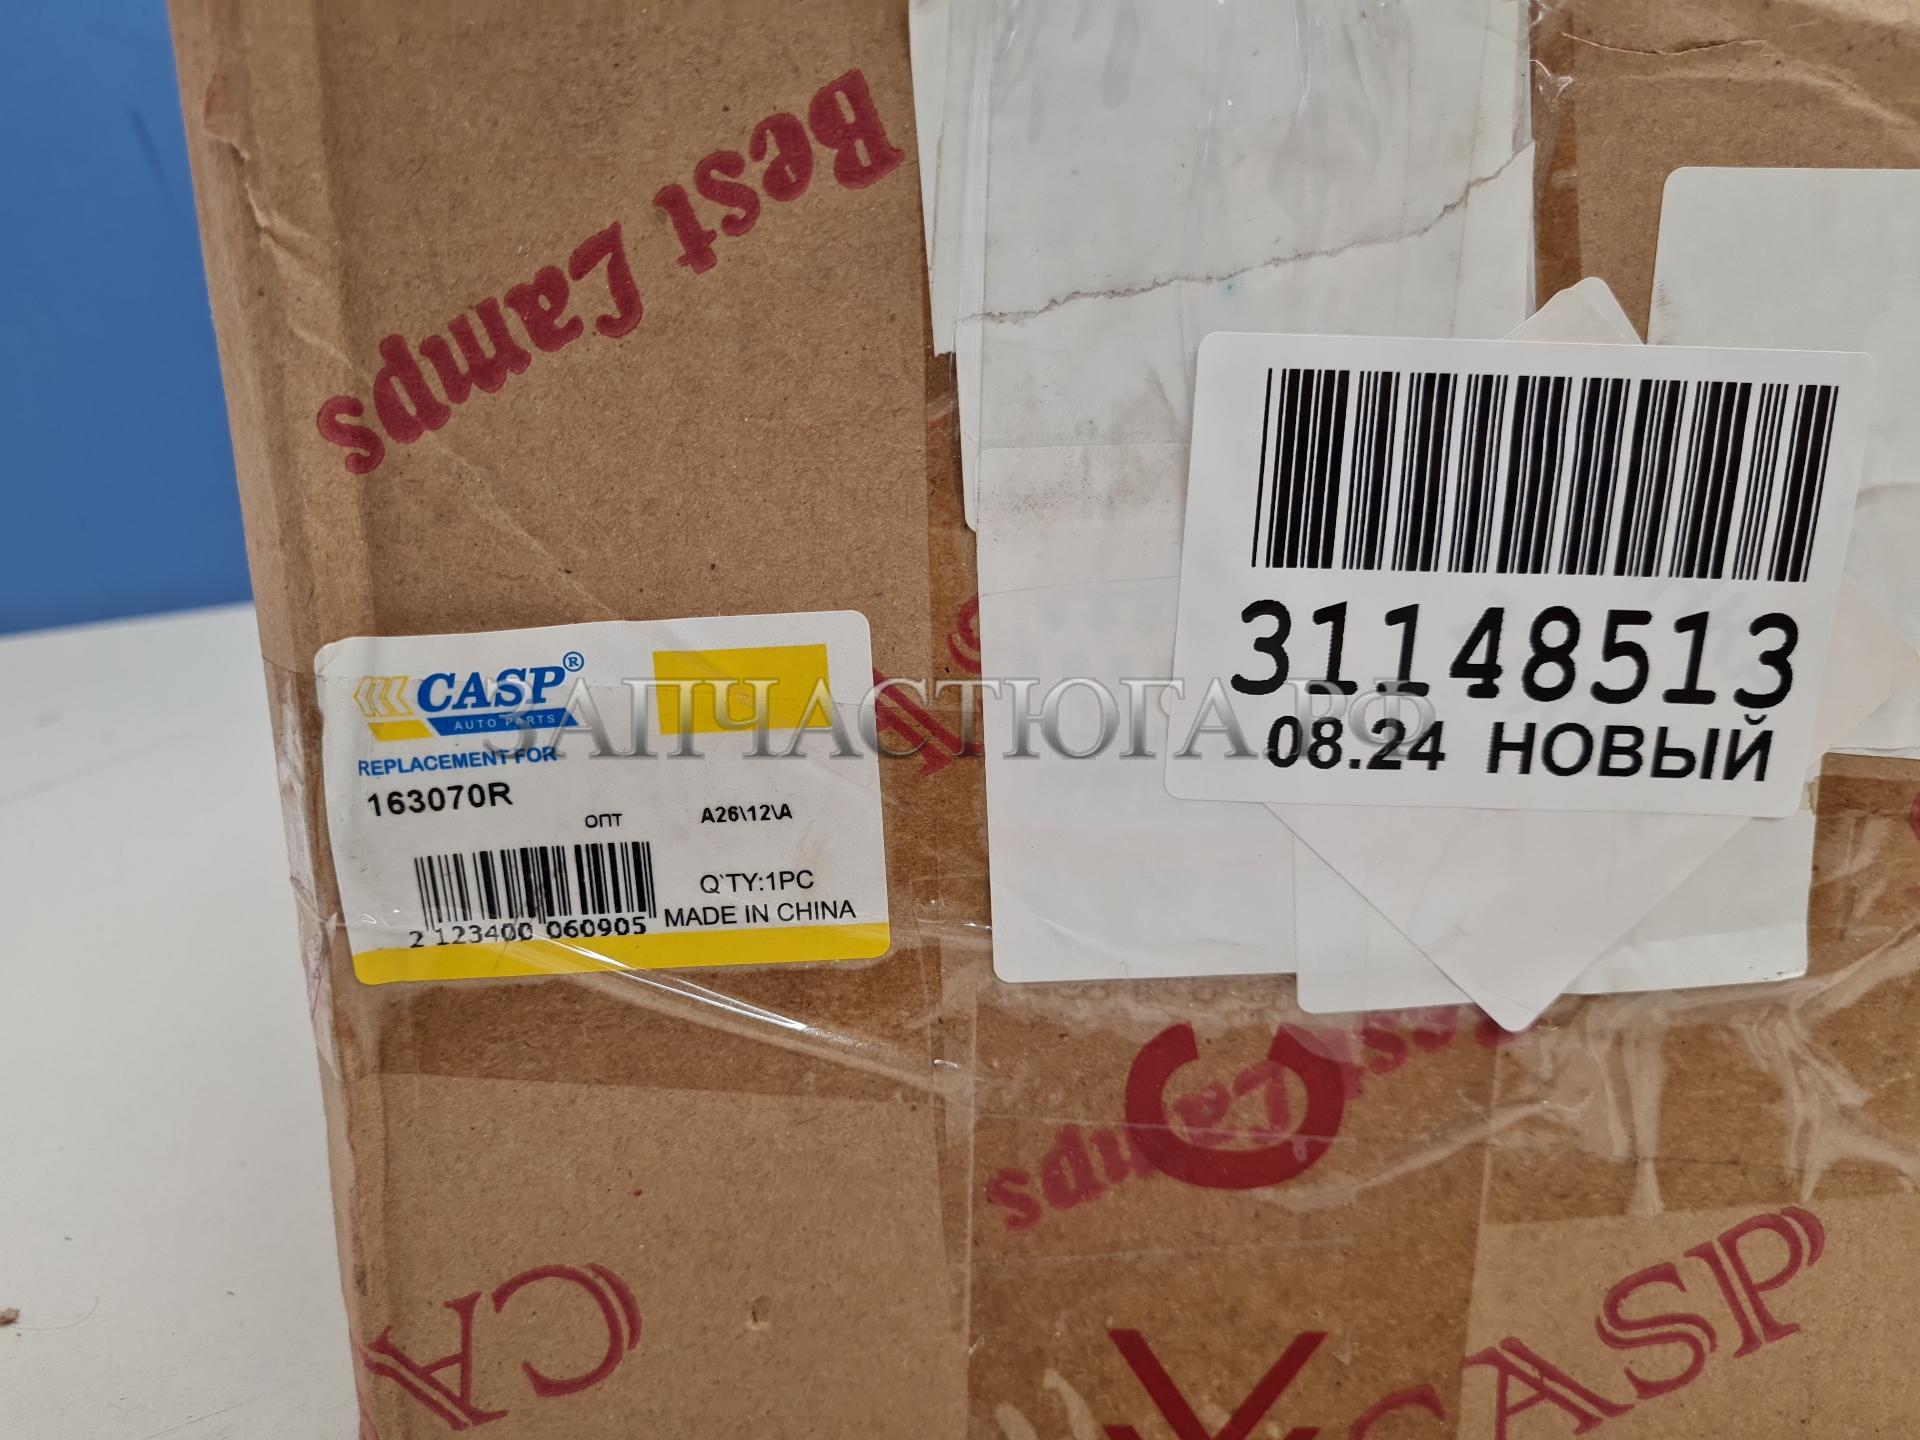 Best Lamps
CASP®
AUTO PARTS
REPLACEMENT FOR
163070R
ОПТ A26\12\A
Q`TY:1PC
MADE IN CHINA
2 123400 060905
31148513
08.24 НОВЫЙ
ЗАПЧАСТЮГА.РФ
Best Lamps
CA
CASP